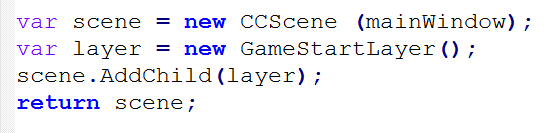 var scene = new CCScene (mainWindow);
var layer = new GameStartLayer();
scene.AddChild(layer);
return scene;